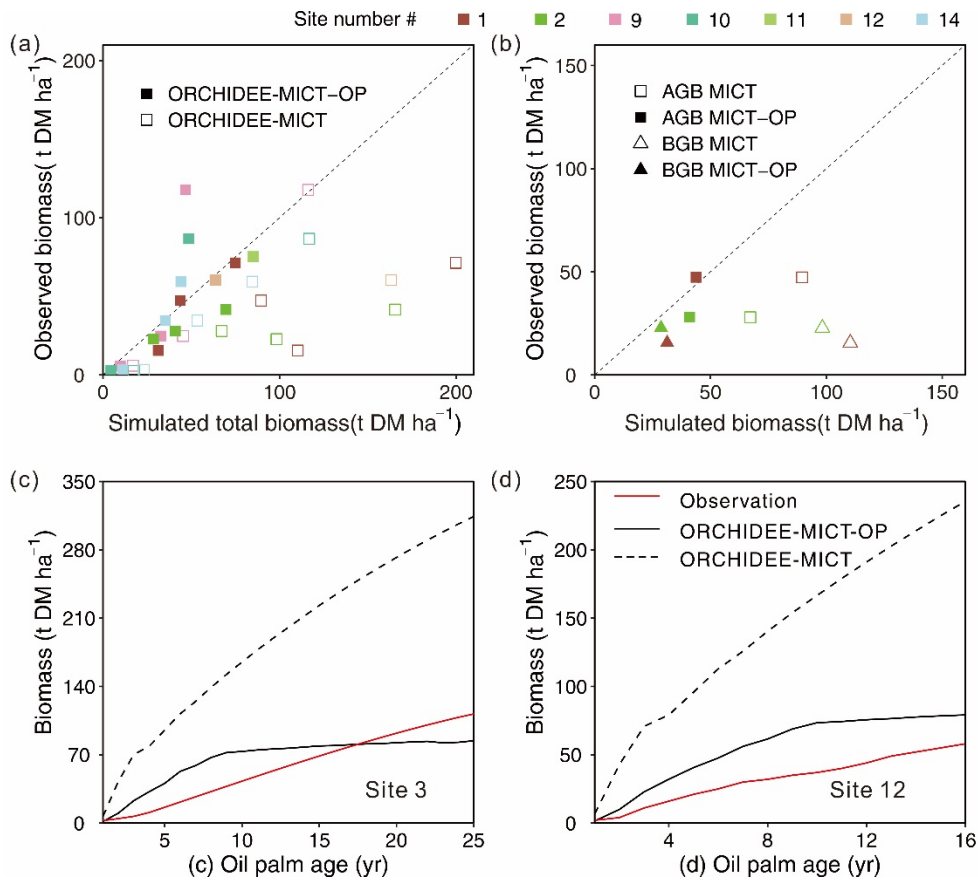 Site number # 1 2 9 10 11 12 14
(a)
200
100
0
Observed biomass( t DM ha⁻¹)
ORCHIDEE-MICT−OP
ORCHIDEE-MICT
0 100 200
Simulated total biomass(t DM ha⁻¹)
(b)
150
100
50
0
Observed biomass(t DM ha⁻¹)
AGB MICT
AGB MICT−OP
BGB MICT
BGB MICT−OP
0 50 100 150
Simulated biomass(t DM ha⁻¹)
(c)
350
280
210
140
70
0
Biomass (t DM ha⁻¹)
Site 3
5 10 15 20 25
(c) Oil palm age (yr)
(d)
250
200
150
100
50
0
Biomass (t DM ha⁻¹)
Observation
ORCHIDEE-MICT-OP
ORCHIDEE-MICT
Site 12
4 8 12 16
(d) Oil palm age (yr)